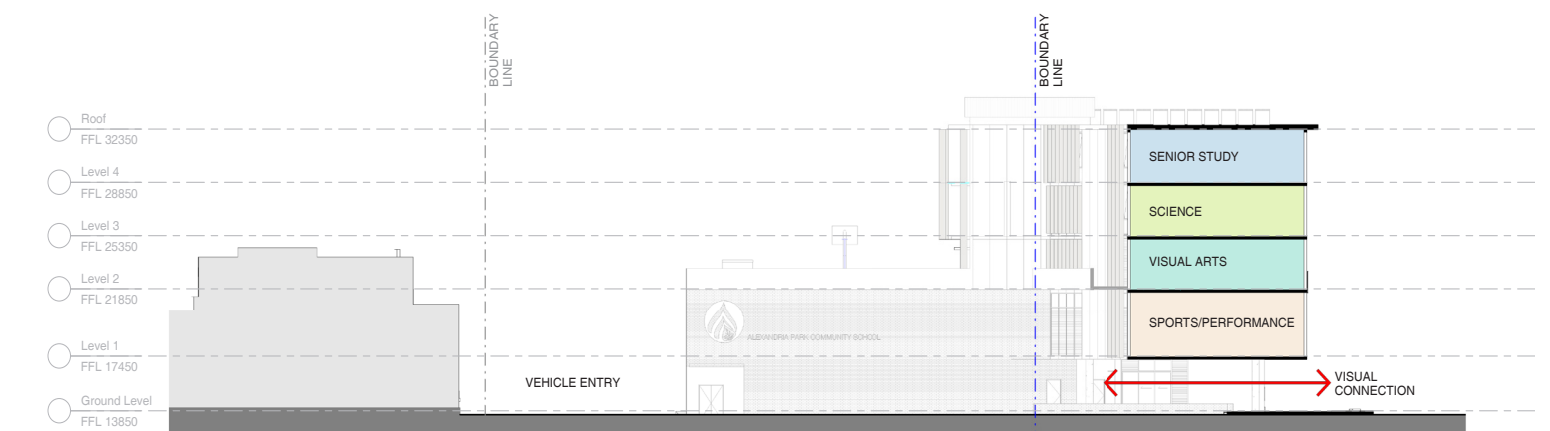 BOUNDARY
LINE
BOUNDARY
LINE
Roof
FFL 32350
Level 4
FFL 28850
Level 3
FFL 25350
Level 2
FFL 21850
Level 1
FFL 17450
Ground Level
FFL 13850
SENIOR STUDY
SCIENCE
VISUAL ARTS
SPORTS/PERFORMANCE
ALEXANDRIA PARK COMMUNITY SCHOOL
VEHICLE ENTRY
VISUAL
CONNECTION